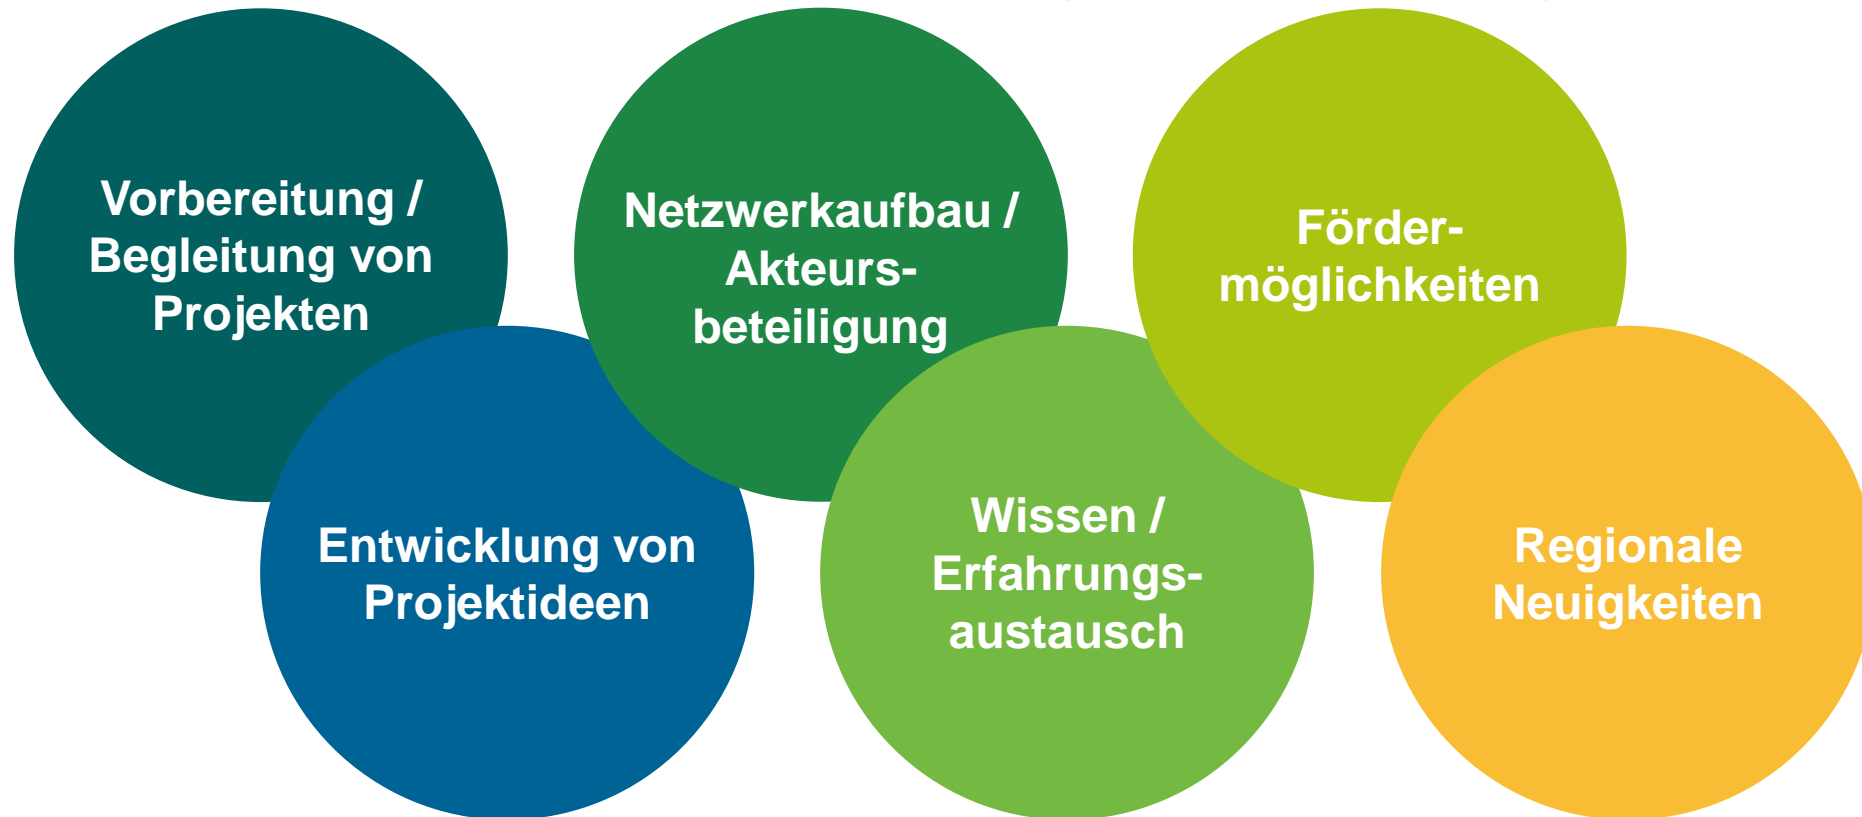 Vorbereitung /
Begleitung von
Projekten
Entwicklung von
Projektideen
Netzwerkaufbau /
Akteurs-
beteiligung
Wissen /
Erfahrungs-
austausch
Förder-
möglichkeiten
Regionale
Neuigkeiten